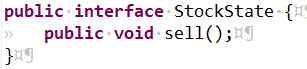 public interface StockState {
    public void sell();
}